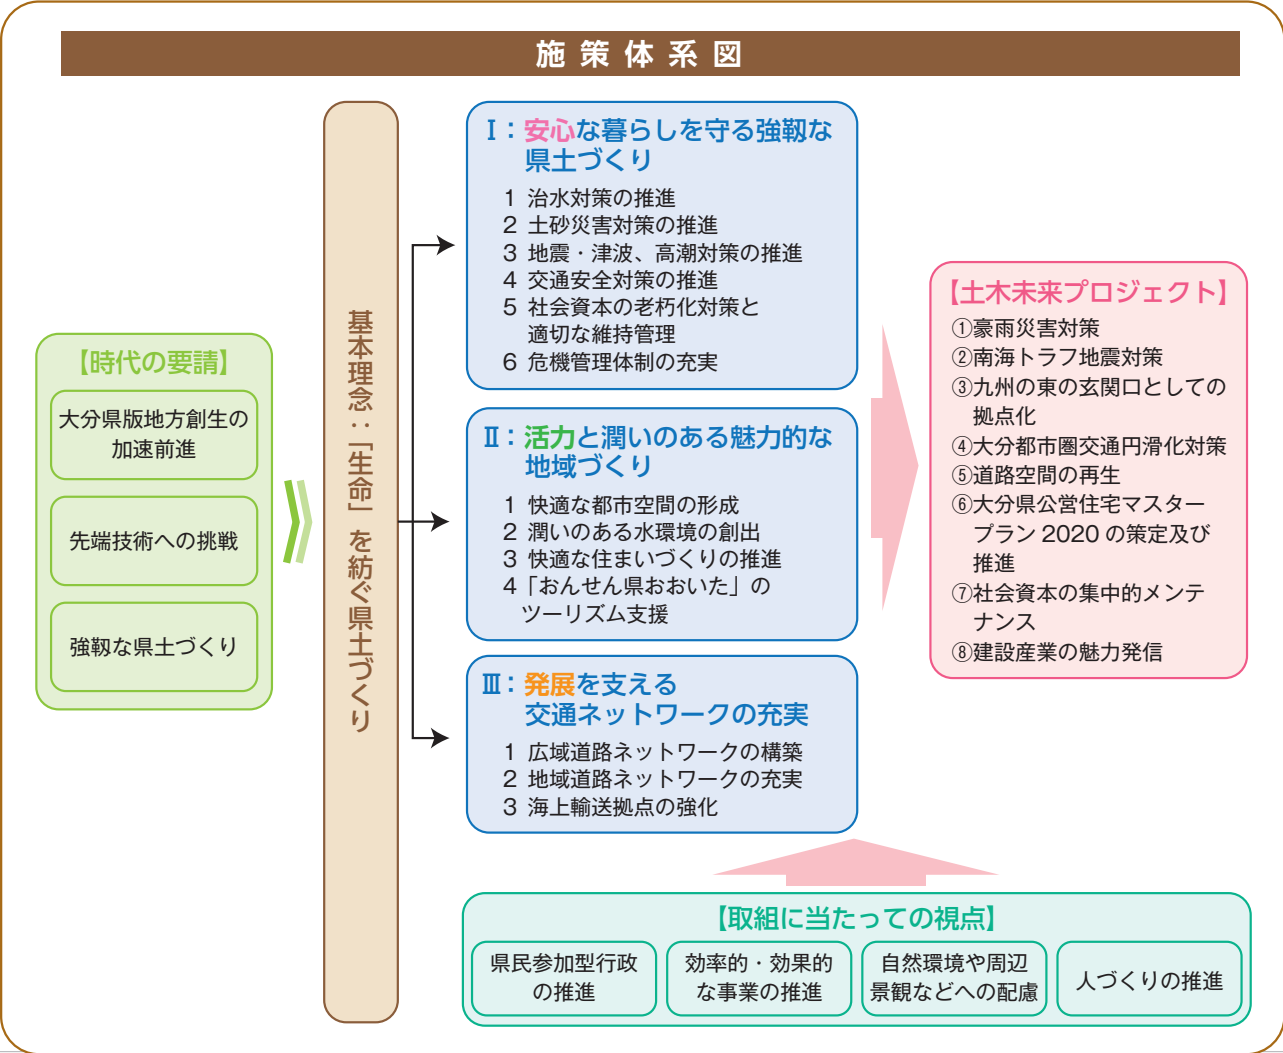 施策体系図
【時代の要請】
大分県版地方創生の
加速前進
先端技術への挑戦
強靱な県土づくり
基本理念：「生命」を紡ぐ県土づくり
Ⅰ：安心な暮らしを守る強靱な
県土づくり
1 治水対策の推進
2 土砂災害対策の推進
3 地震・津波、高潮対策の推進
4 交通安全対策の推進
5 社会資本の老朽化対策と
適切な維持管理
6 危機管理体制の充実
Ⅱ：活力と潤いのある魅力的な
地域づくり
1 快適な都市空間の形成
2 潤いのある水環境の創出
3 快適な住まいづくりの推進
4「おんせん県おおいた」の
ツーリズム支援
Ⅲ：発展を支える
交通ネットワークの充実
1 広域道路ネットワークの構築
2 地域道路ネットワークの充実
3 海上輸送拠点の強化
【土木未来プロジェクト】
①豪雨災害対策
②南海トラフ地震対策
③九州の東の玄関口としての
拠点化
④大分都市圏交通円滑化対策
⑤道路空間の再生
⑥大分県公営住宅マスター
プラン 2020 の策定及び
推進
⑦社会資本の集中的メンテ
ナンス
⑧建設産業の魅力発信
【取組に当たっての視点】
県民参加型行政
の推進
効率的・効果的
な事業の推進
自然環境や周辺
景観などへの配慮
人づくりの推進